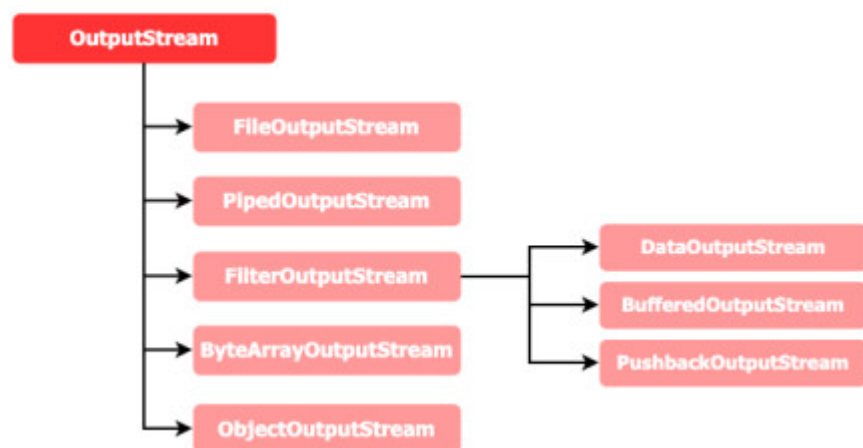 OutputStream
FileOutputStream
PipedOutputStream
FilterOutputStream
ByteArrayOutputStream
ObjectOutputStream
DataOutputStream
BufferedOutputStream
PushbackOutputStream